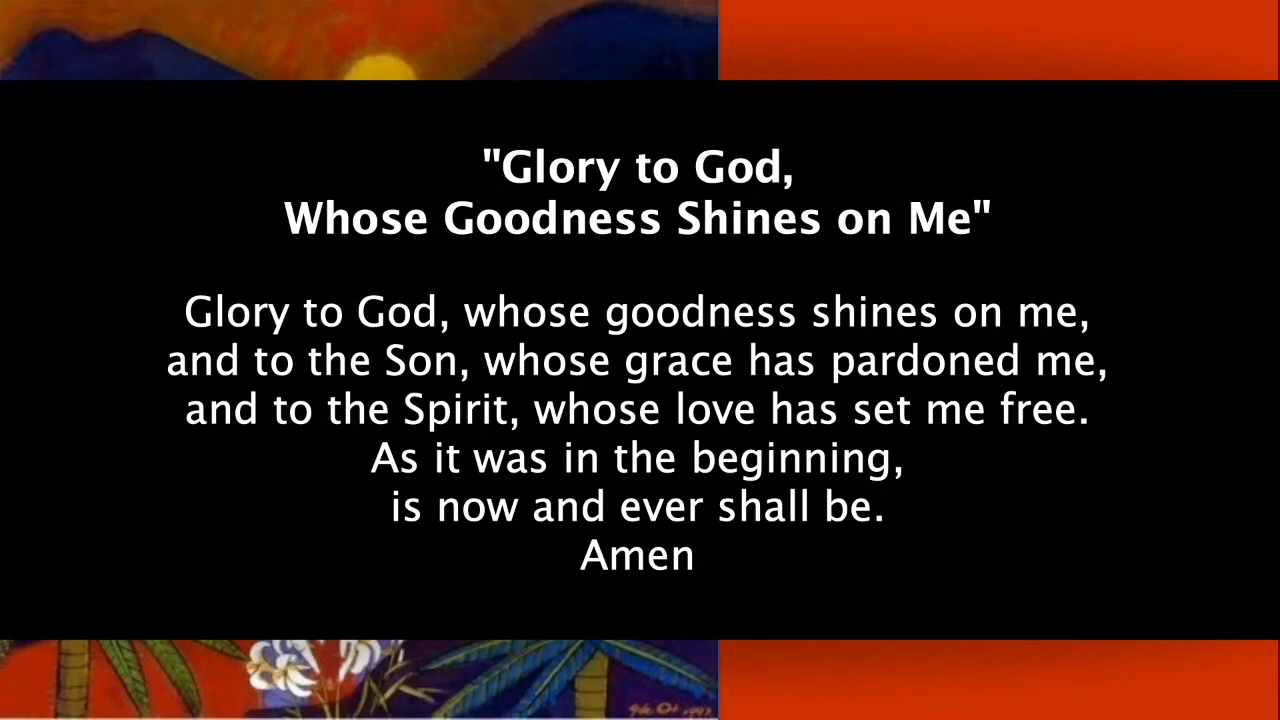 "Glory to God,
Whose Goodness Shines on Me"
Glory to God, whose goodness shines on me,
and to the Son, whose grace has pardoned me,
and to the Spirit, whose love has set me free.
As it was in the beginning,
is now and ever shall be.
Amen